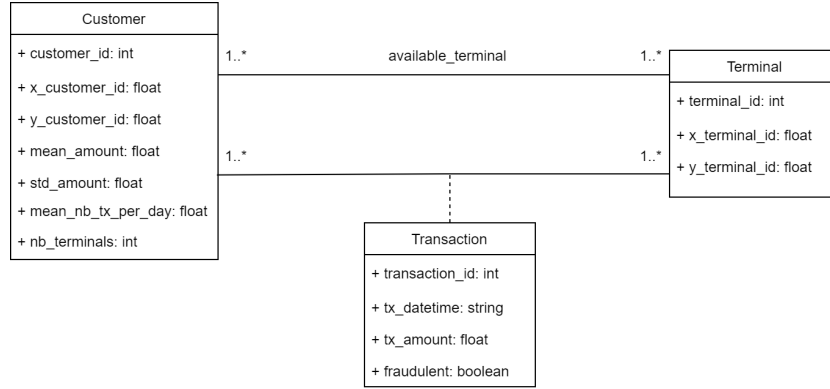 Customer
+ customer_id: int
+ x_customer_id: float
+ y_customer_id: float
+ mean_amount: float
+ std_amount: float
+ mean_nb_tx_per_day: float
+ nb_terminals: int
1..*
available_terminal
1..*
1..*
1..*
Terminal
+ terminal_id: int
+ x_terminal_id: float
+ y_terminal_id: float
Transaction
+ transaction_id: int
+ tx_datetime: string
+ tx_amount: float
+ fraudulent: boolean